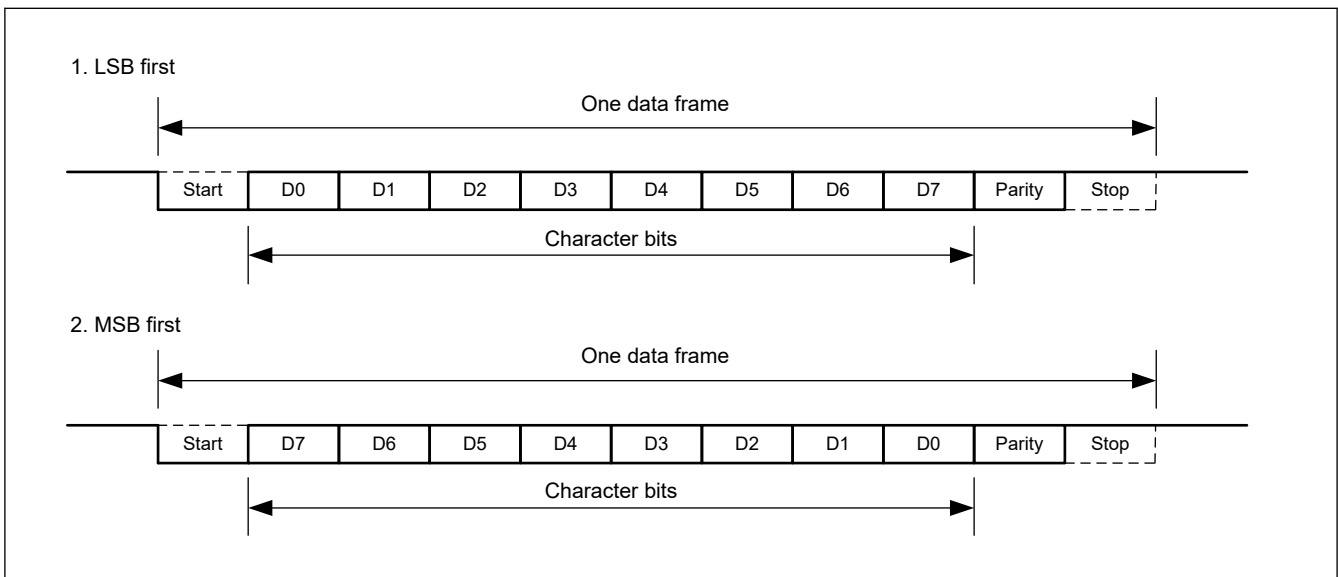 1. LSB first
One data frame
Start D0 D1 D2 D3 D4 D5 D6 D7 Parity Stop
Character bits
2. MSB first
One data frame
Start D7 D6 D5 D4 D3 D2 D1 D0 Parity Stop
Character bits